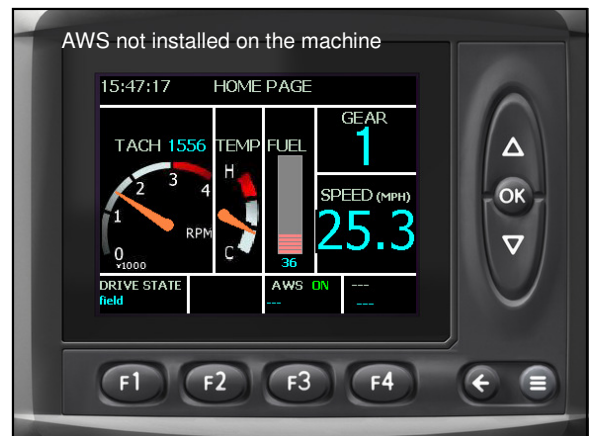 AWS not installed on the machine
15:47:17 HOME PAGE
TACH 1556 TEMP FUEL GEAR
1
H
C
0 1 2 3 4
RPM
x1000
36
SPEED (MPH)
25.3
DRIVE STATE
field
AWS ON
---
---
---
F1 F2 F3 F4
OK